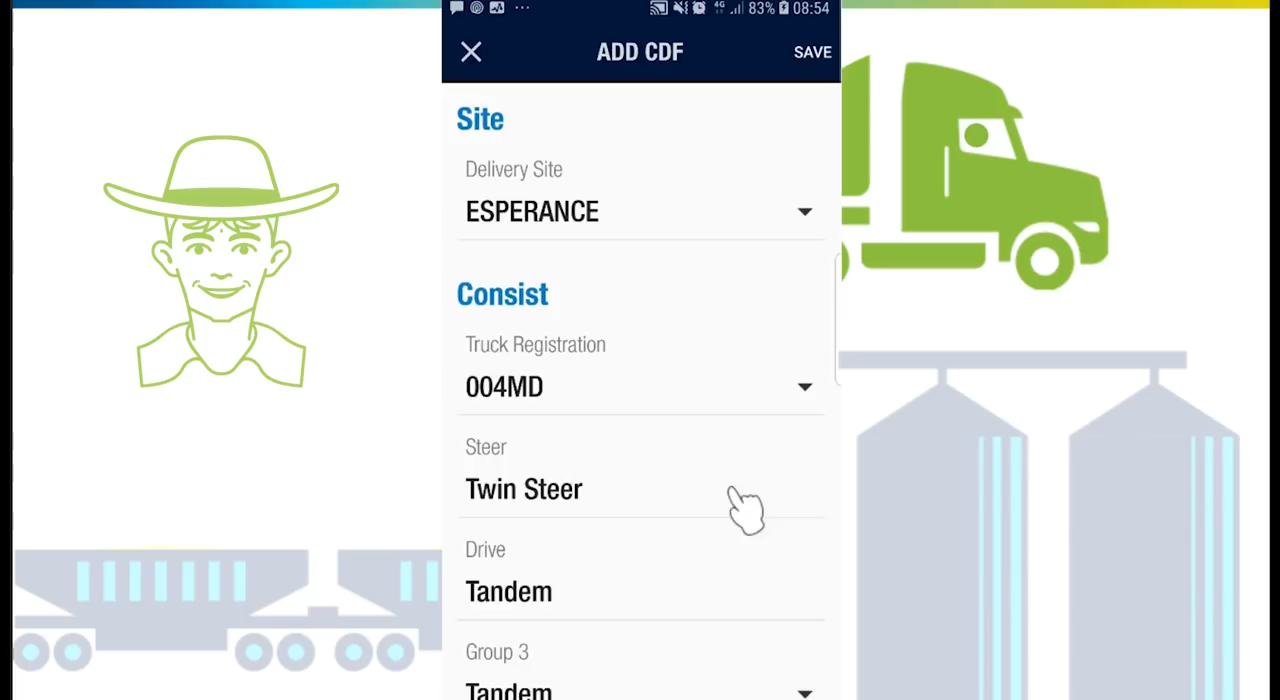 4G 83% 08:54
ADD CDF SAVE
Site
Delivery Site
ESPERANCE
Consist
Truck Registration
004MD
Steer
Twin Steer
Drive
Tandem
Group 3
Tandem